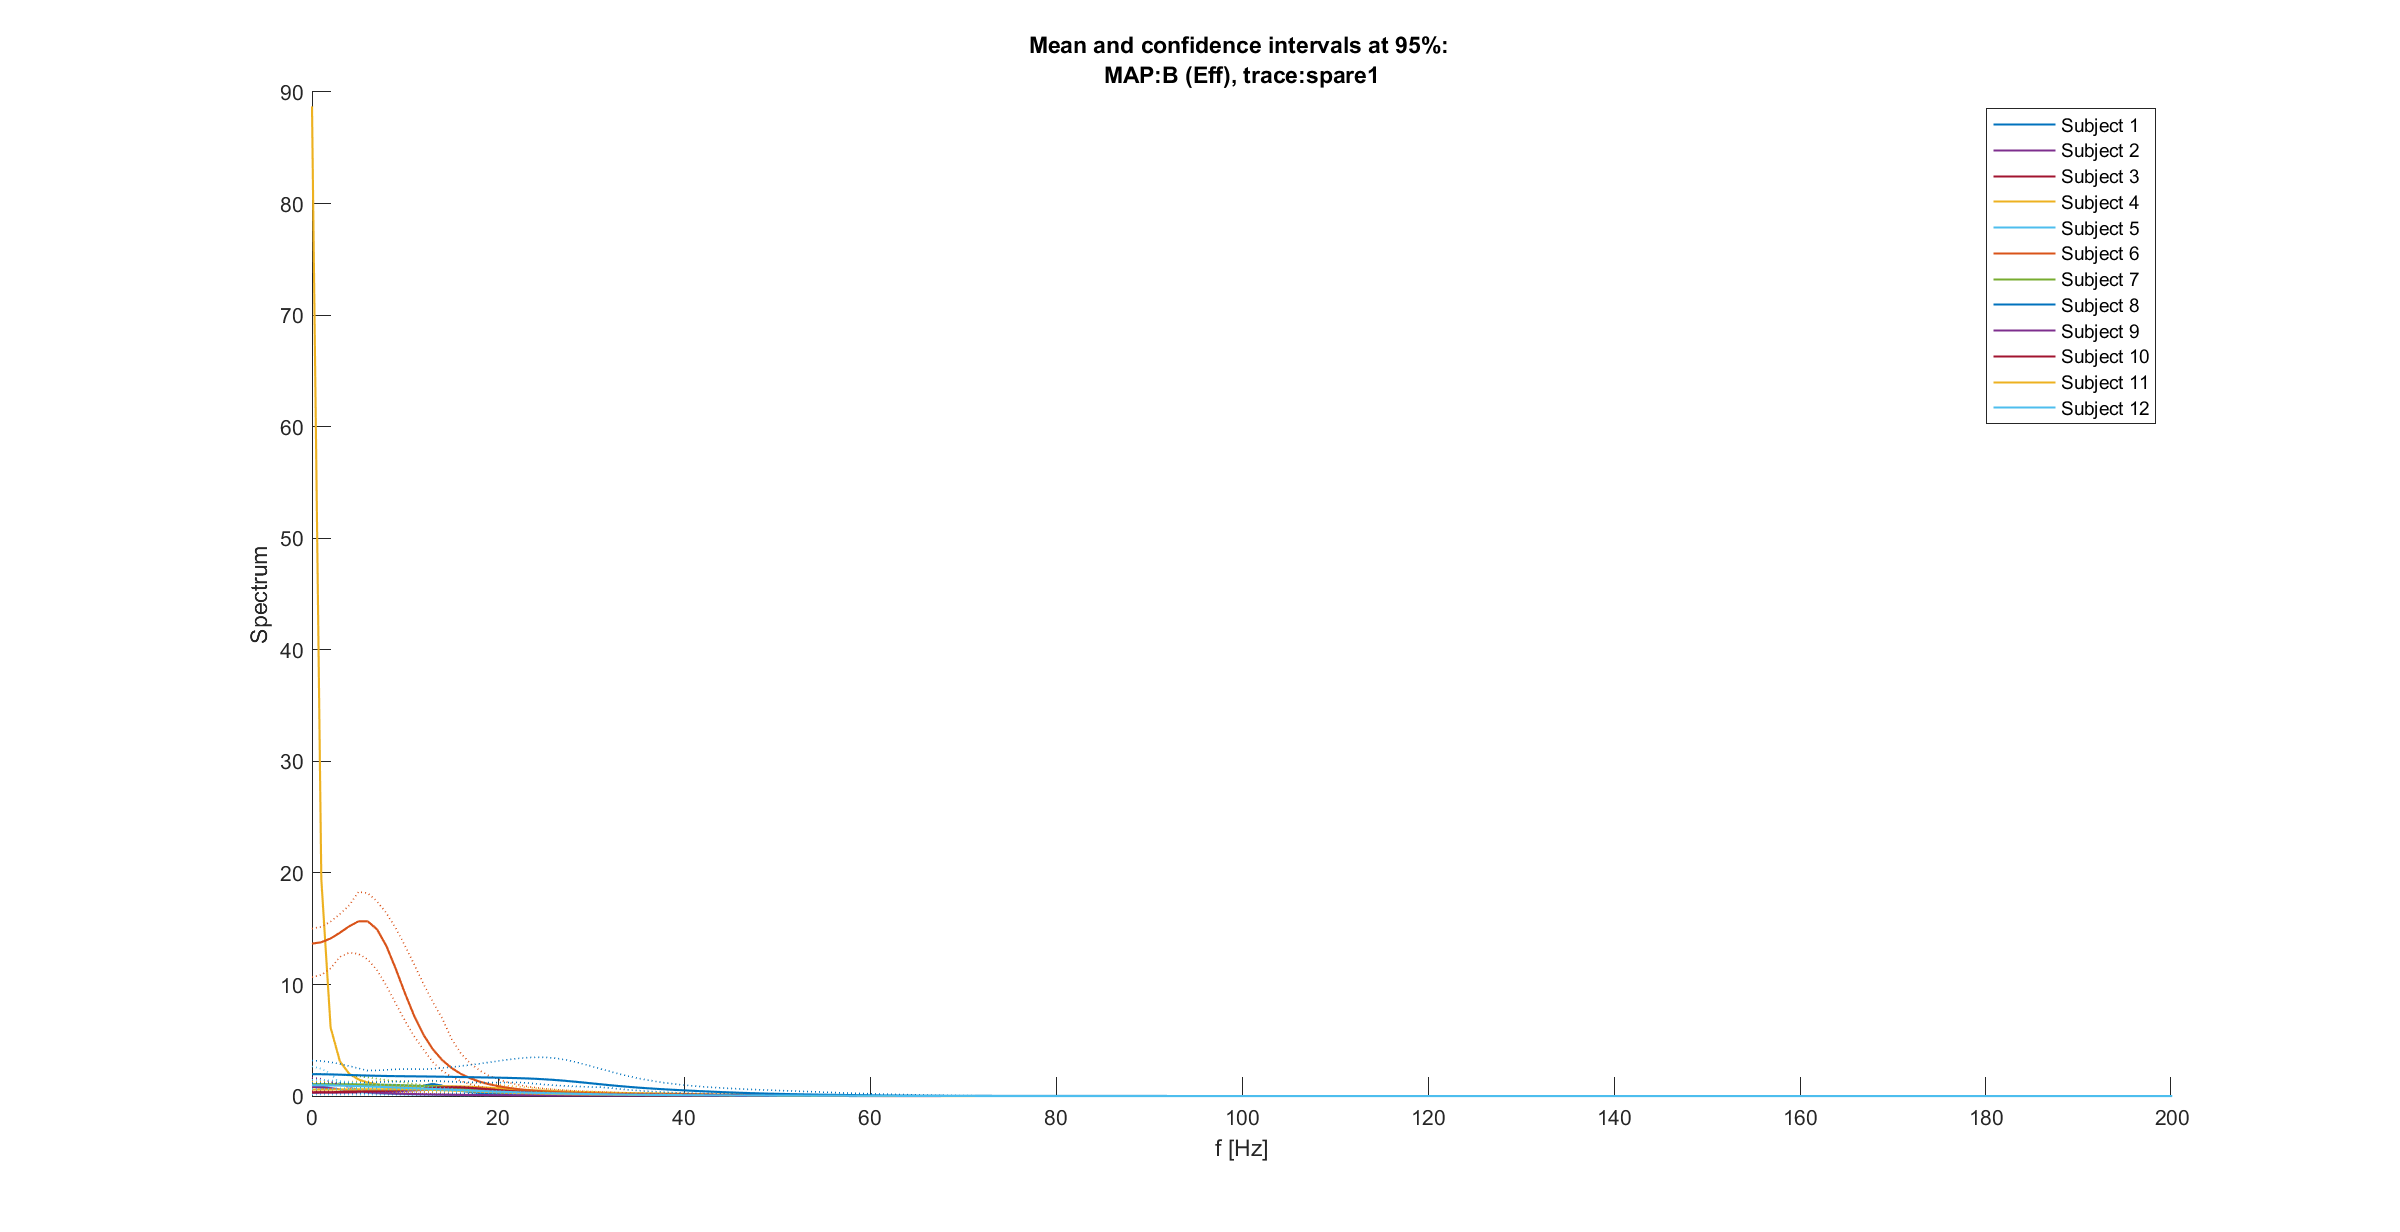 Mean and confidence intervals at 95%:
MAP:B (Eff), trace:spare1
90
80
70
60
50
40
30
20
10
0
Spectrum
0 20 40 60 80 100 120 140 160 180 200
f [Hz]
Subject 1
Subject 2
Subject 3
Subject 4
Subject 5
Subject 6
Subject 7
Subject 8
Subject 9
Subject 10
Subject 11
Subject 12